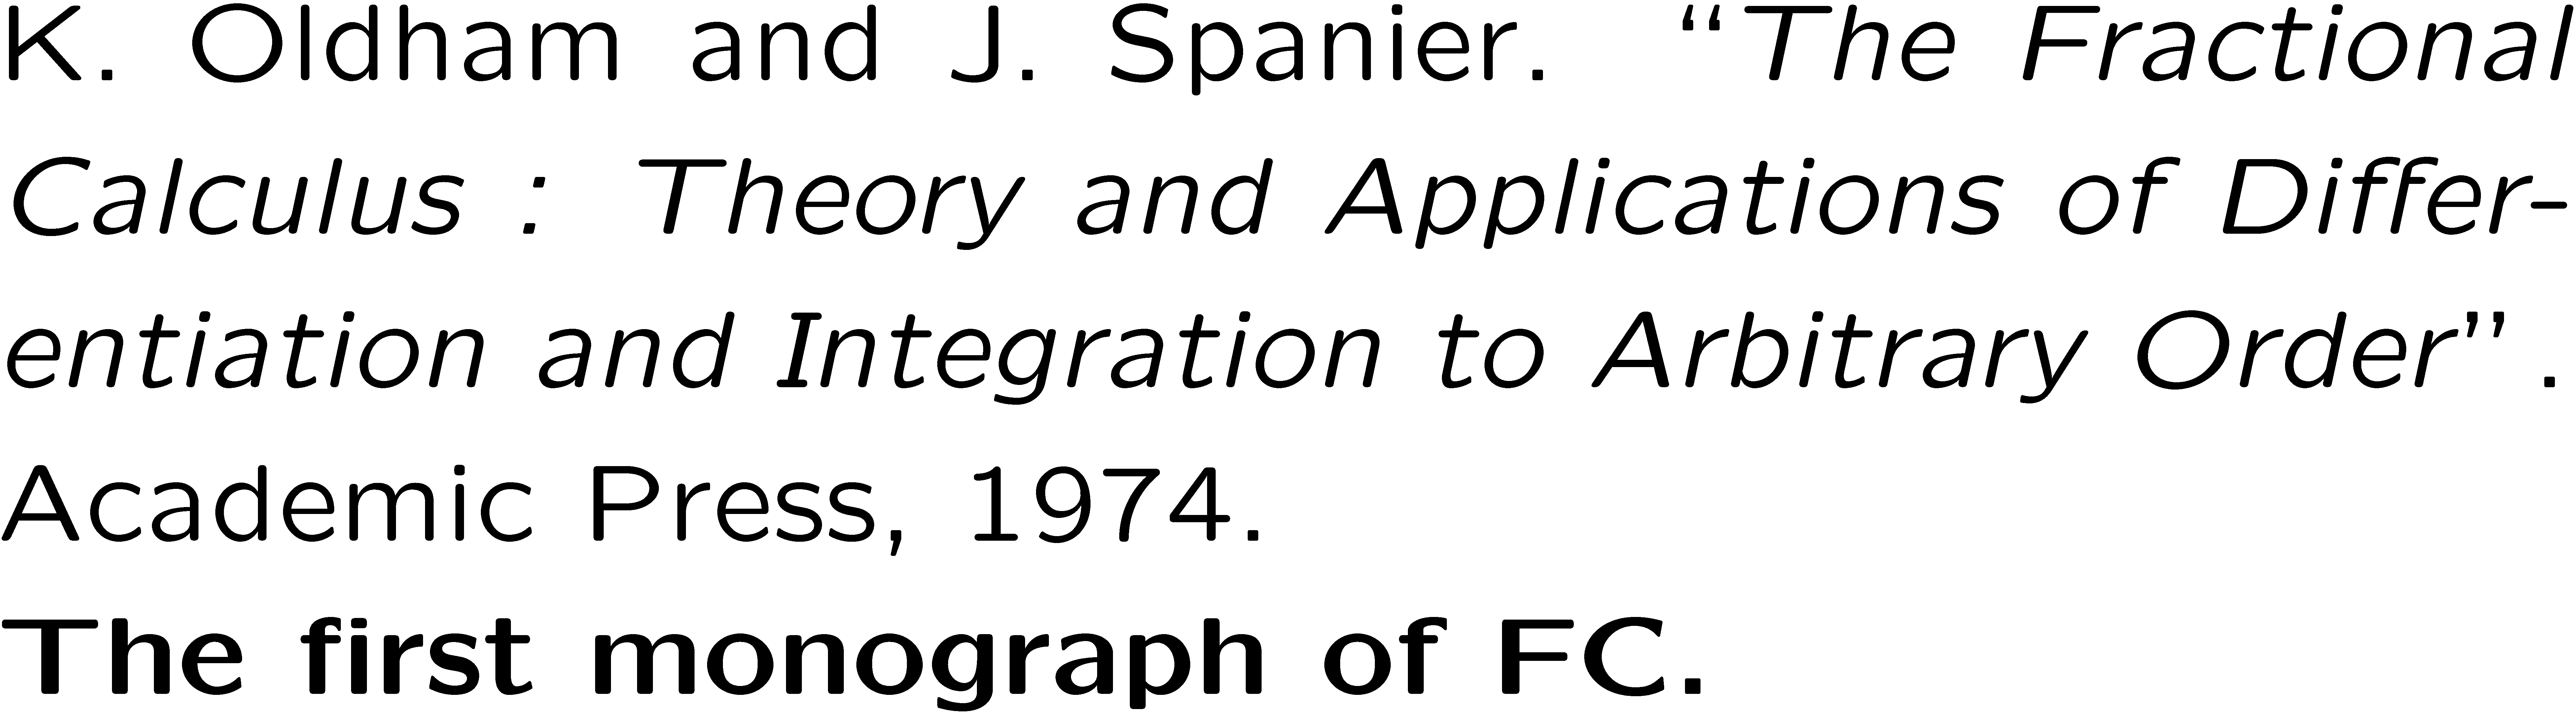 K. Oldham and J. Spanier. “The Fractional
Calculus : Theory and Applications of Differ-
entiation and Integration to Arbitrary Order”.
Academic Press, 1974.
The first monograph of FC.